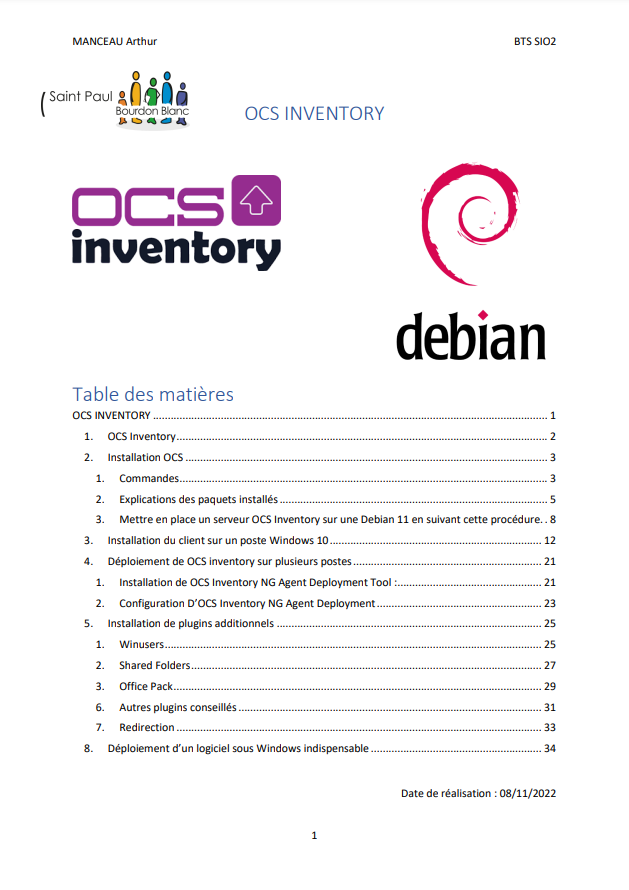 MANCEAU Arthur BTS SIO2
Saint Paul
Bourdon Blanc
OCS INVENTORY
OCS
inventory
debian
Table des matières
OCS INVENTORY ........ 1
1. OCS Inventory........ 2
2. Installation OCS ........ 3
1. Commandes........ 3
2. Explications des paquets installés ........ 5
3. Mettre en place un serveur OCS Inventory sur une Debian 11 en suivant cette procédure. . 8
3. Installation du client sur un poste Windows 10 ........ 12
4. Déploiement de OCS inventory sur plusieurs postes ........ 21
1. Installation de OCS Inventory NG Agent Deployment Tool :........ 21
2. Configuration D’OCS Inventory NG Agent Deployment ........ 23
5. Installation de plugins additionnels ........ 25
1. Winusers........ 25
2. Shared Folders........ 27
3. Office Pack........ 29
6. Autres plugins conseillés ........ 31
7. Redirection ........ 33
8. Déploiement d’un logiciel sous Windows indispensable ........ 34
Date de réalisation : 08/11/2022
1